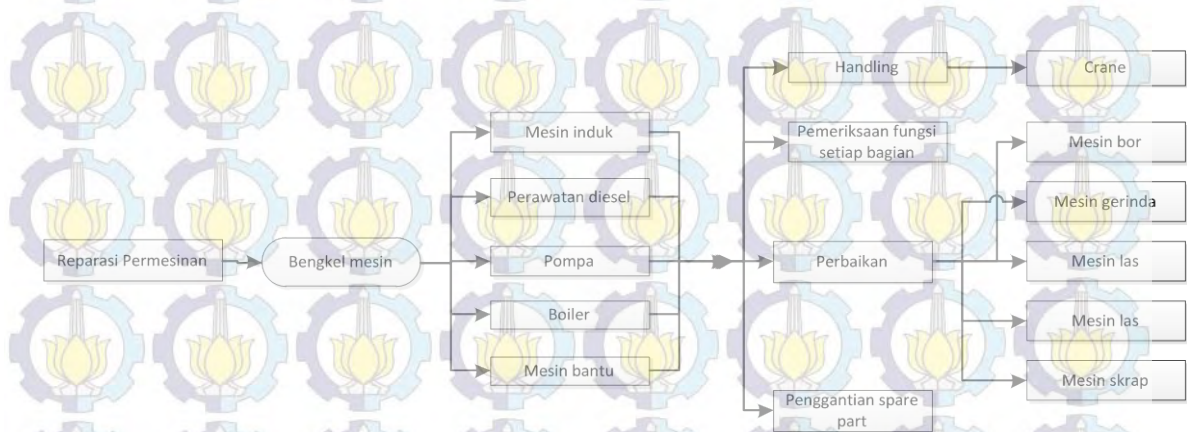 Reparasi Permesinan
Bengkel mesin
Mesin induk
Perawatan diesel
Pompa
Boiler
Mesin bantu
Handling
Pemeriksaan fungsi
setiap bagian
Perbaikan
Penggantian spare
part
Crane
Mesin bor
Mesin gerinda
Mesin las
Mesin las
Mesin skrap